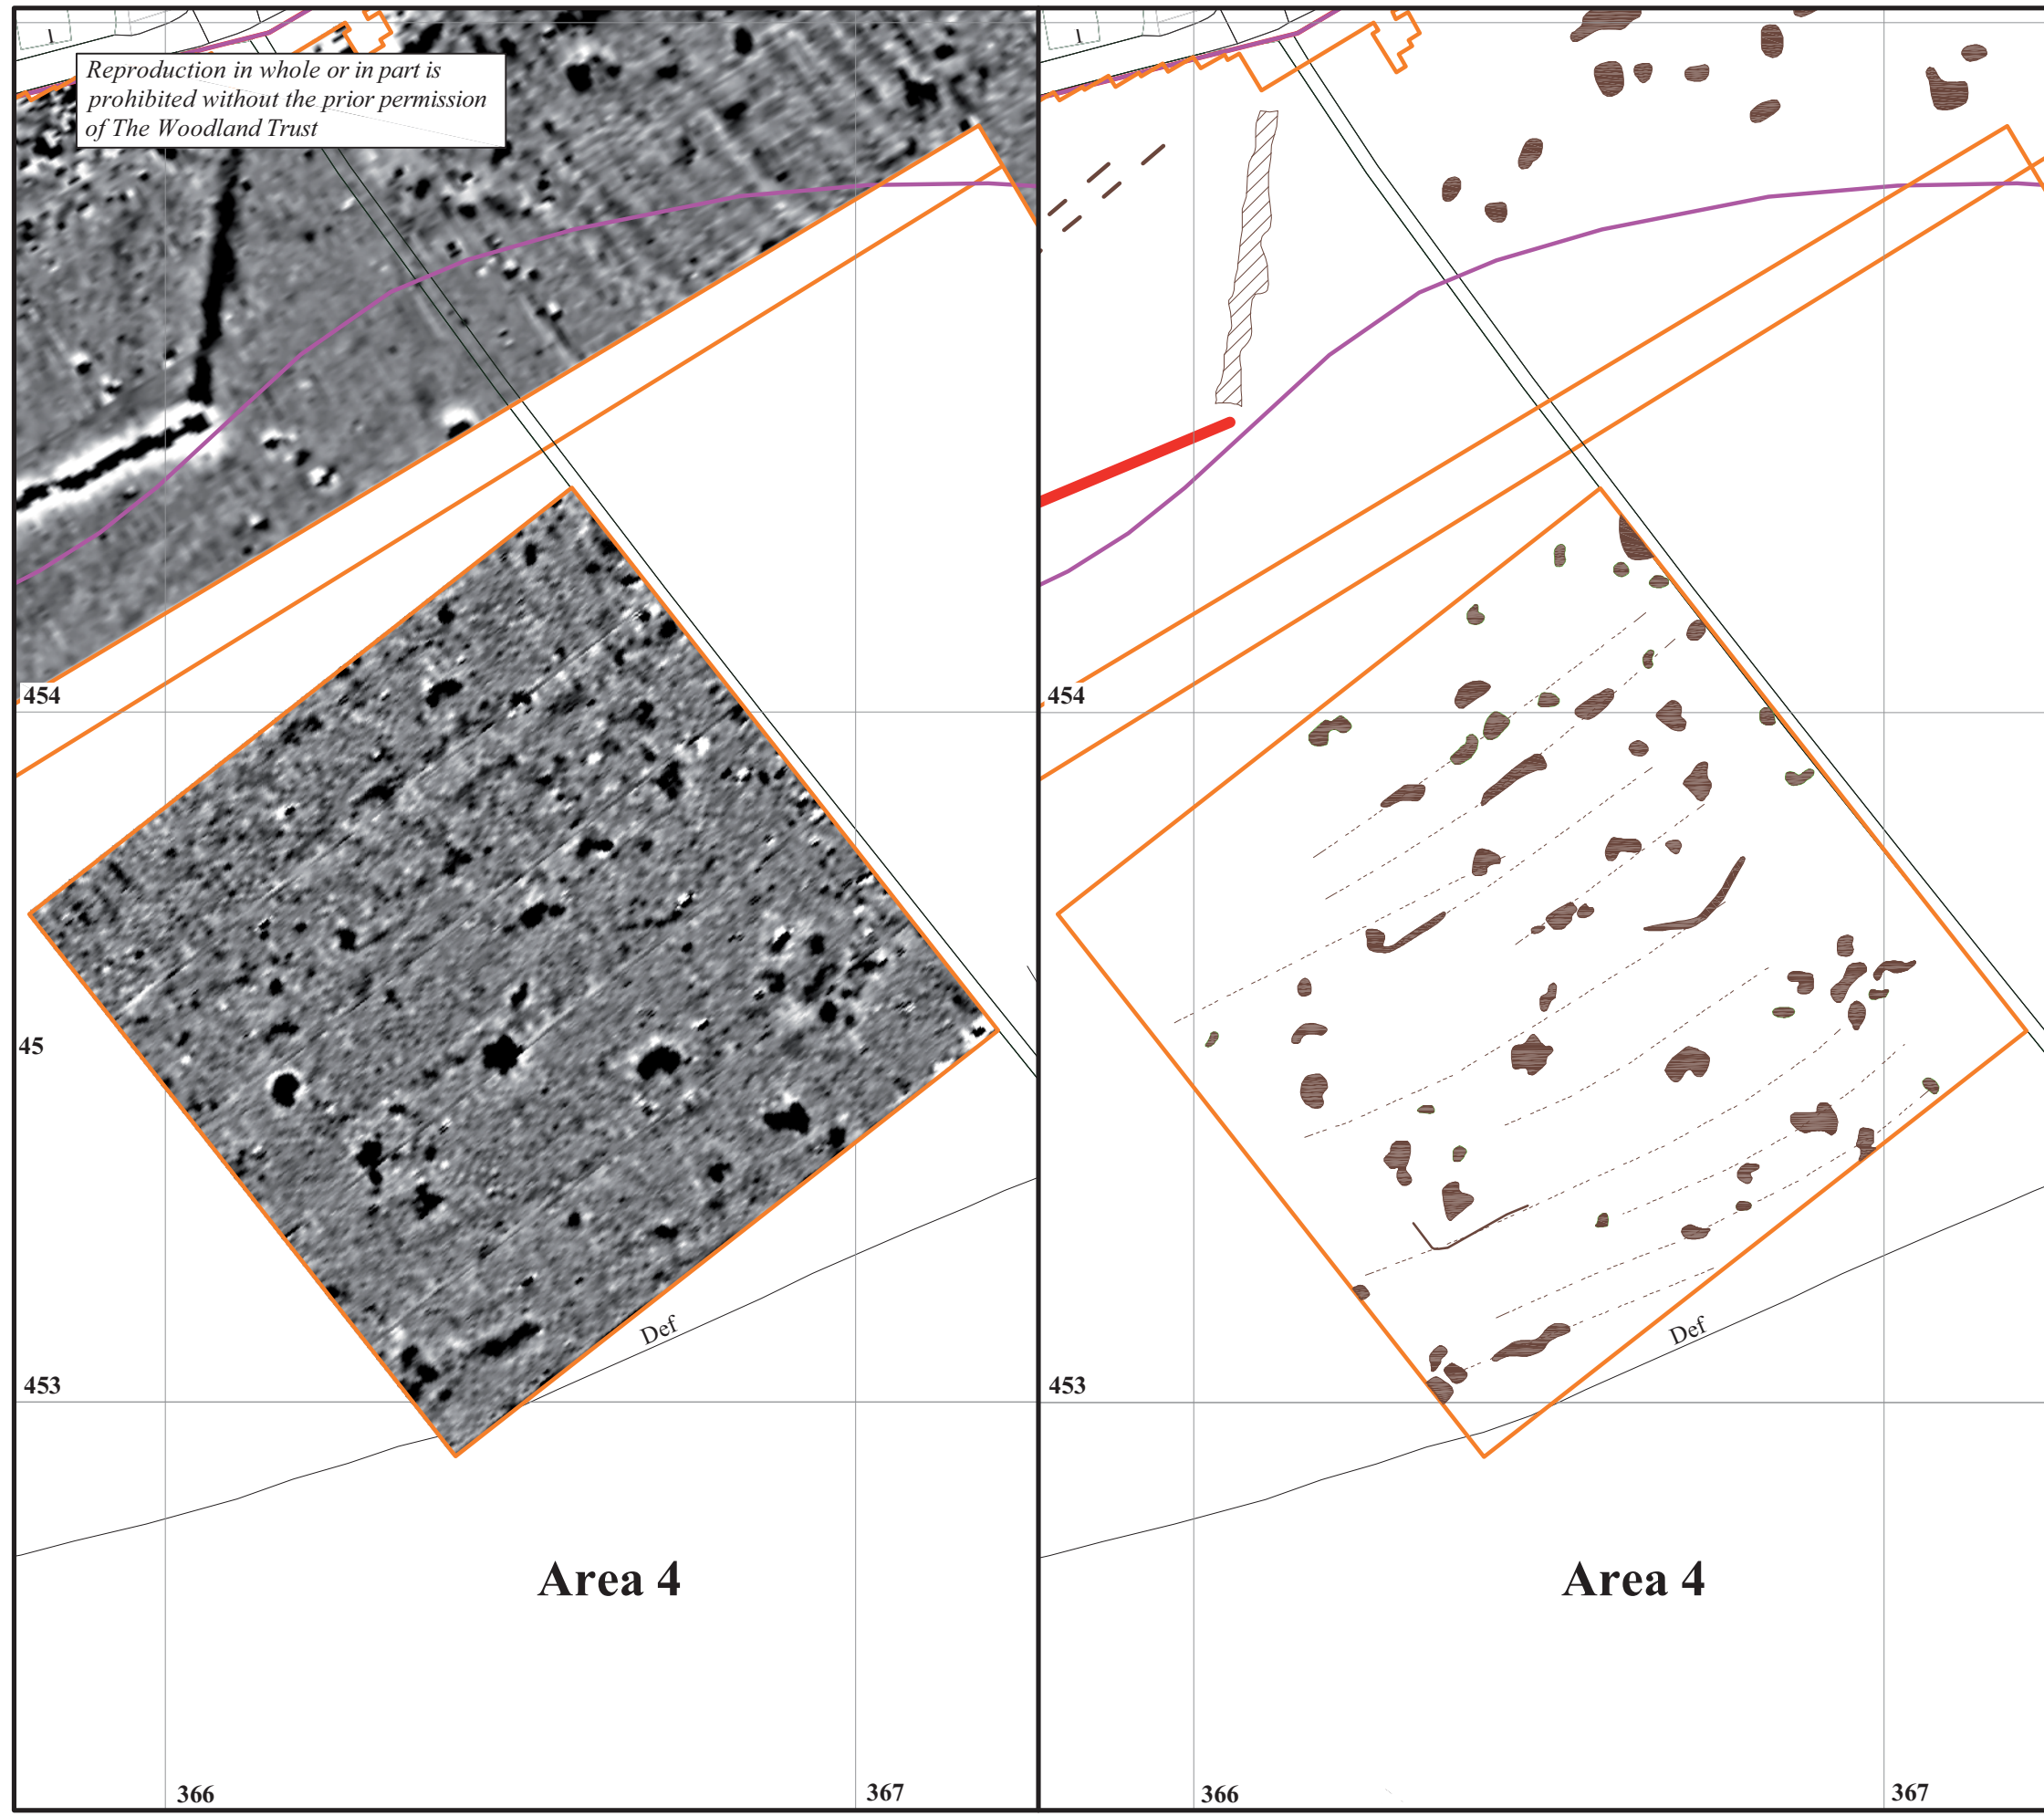 Reproduction in whole or in part is
prohibited without the prior permission
of The Woodland Trust
454
45
453
Def
Area 4
366
367
454
453
Def
Area 4
366
367